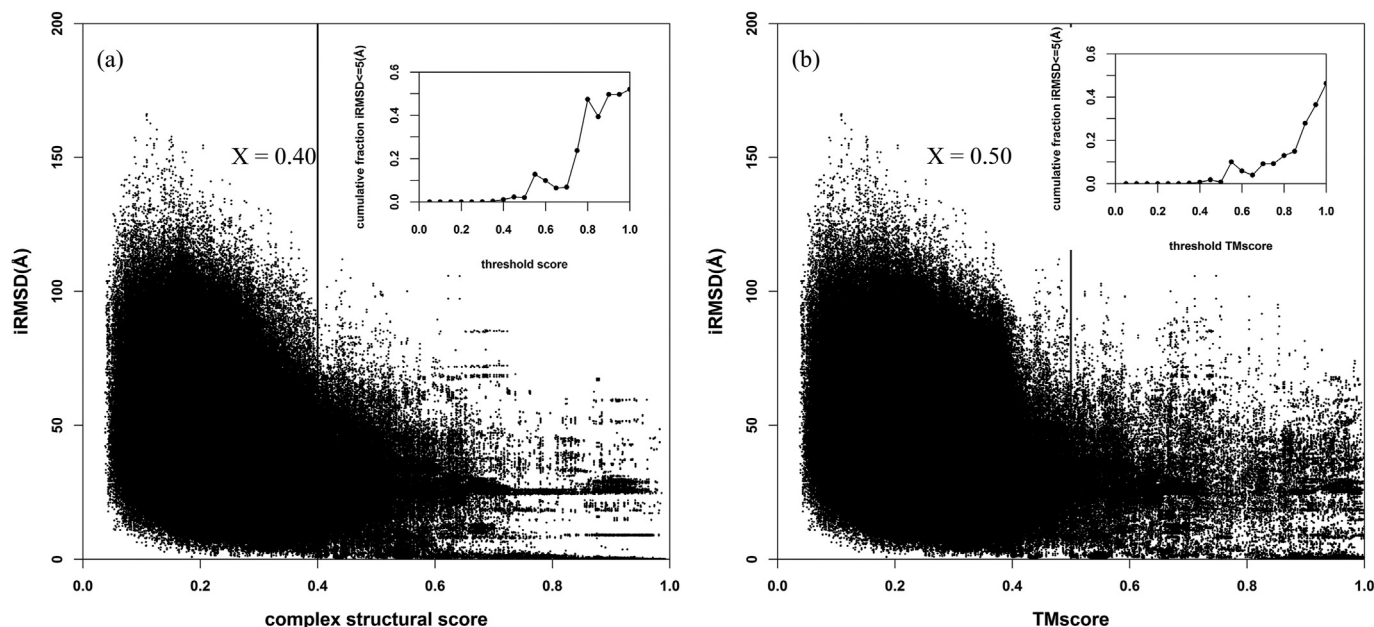 (a)
X = 0.40
iRMSD(Å)
200
150
100
50
0
0.0 0.2 0.4 0.6 0.8 1.0
complex structural score
cumulative fraction iRMSD<=5(Å)
0.6
0.4
0.2
0.0
0.0 0.2 0.4 0.6 0.8 1.0
threshold score
(b)
X = 0.50
iRMSD(Å)
200
150
100
50
0
0.0 0.2 0.4 0.6 0.8 1.0
TMscore
cumulative fraction iRMSD<=5(Å)
0.6
0.4
0.2
0.0
0.0 0.2 0.4 0.6 0.8 1.0
threshold TMscore